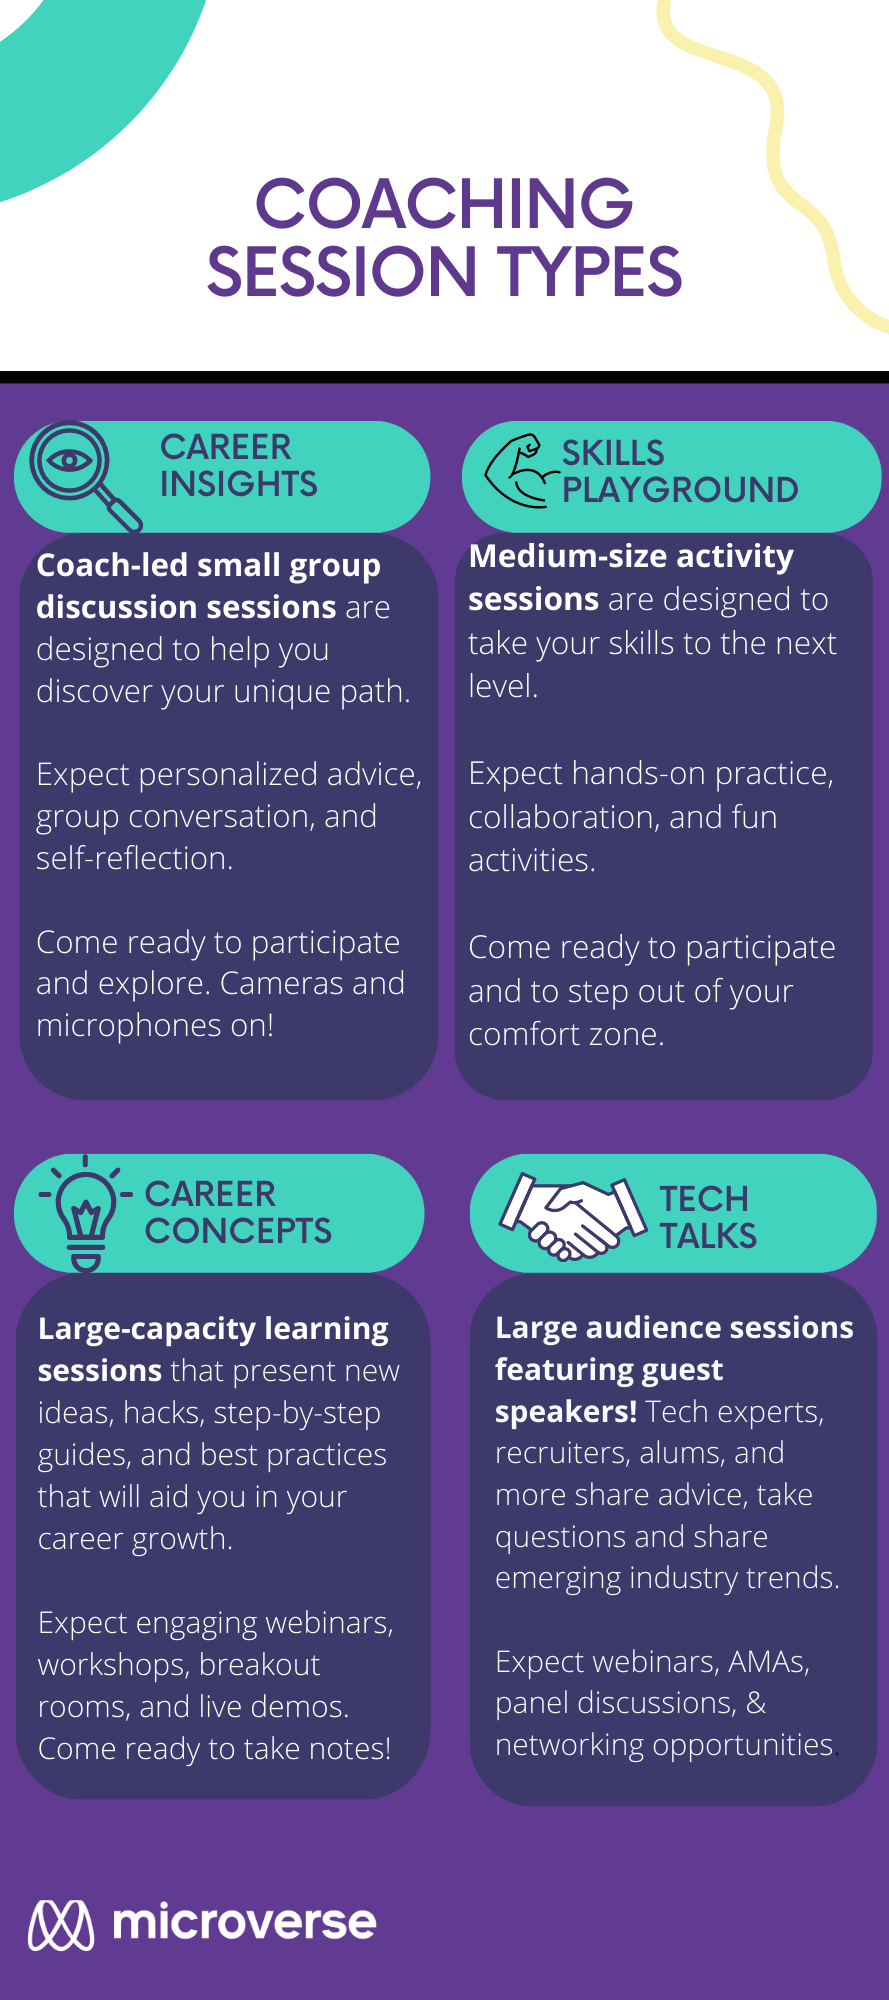 COACHING
SESSION TYPES
CAREER
INSIGHTS
Coach-led small group
discussion sessions are
designed to help you
discover your unique path.
Expect personalized advice,
group conversation, and
self-reflection.
Come ready to participate
and explore. Cameras and
microphones on!
SKILLS
PLAYGROUND
Medium-size activity
sessions are designed to
take your skills to the next
level.
Expect hands-on practice,
collaboration, and fun
activities.
Come ready to participate
and to step out of your
comfort zone.
CAREER
CONCEPTS
Large-capacity learning
sessions that present new
ideas, hacks, step-by-step
guides, and best practices
that will aid you in your
career growth.
Expect engaging webinars,
workshops, breakout
rooms, and live demos.
Come ready to take notes!
TECH
TALKS
Large audience sessions
featuring guest
speakers! Tech experts,
recruiters, alums, and
more share advice, take
questions and share
emerging industry trends.
Expect webinars, AMAs,
panel discussions, &
networking opportunities.
microverse